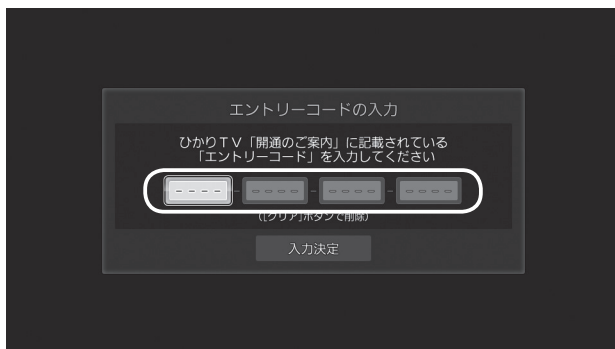 エントリーコードの入力
ひかりTV「開通のご案内」に記載されている
「エントリーコード」を入力してください
---- - ---- - ---- - ----
([クリア]ボタンで削除)
入力決定